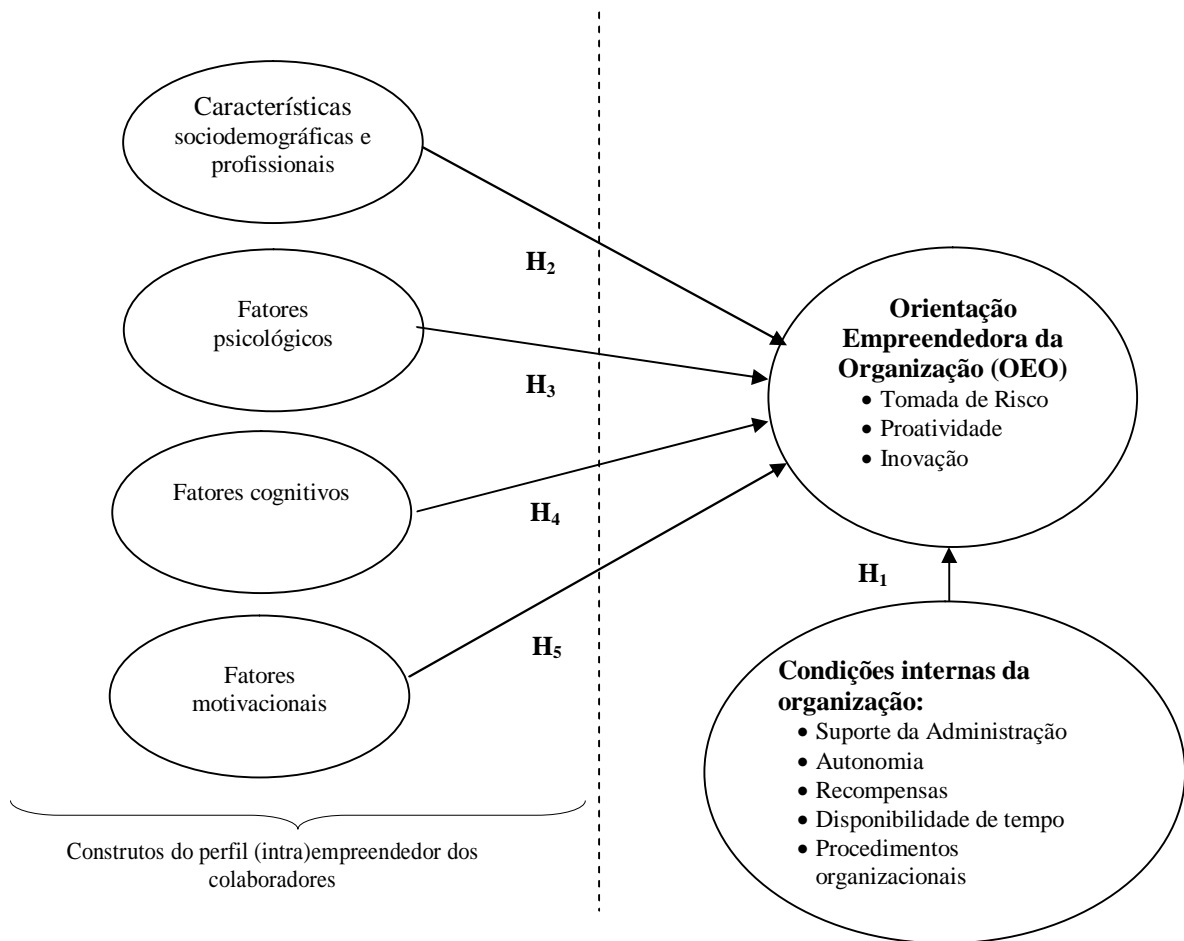 Características
sociodemográficas e
profissionais
H₂
Fatores
psicológicos
H₃
Fatores cognitivos
H₄
Fatores
motivacionais
H₅
Construtos do perfil (intra)empreendedor dos
colaboradores
Orientação
Empreendedora da
Organização (OEO)
• Tomada de Risco
• Proatividade
• Inovação
H₁
Condições internas da
organização:
• Suporte da Administração
• Autonomia
• Recompensas
• Disponibilidade de tempo
• Procedimentos
organizacionais